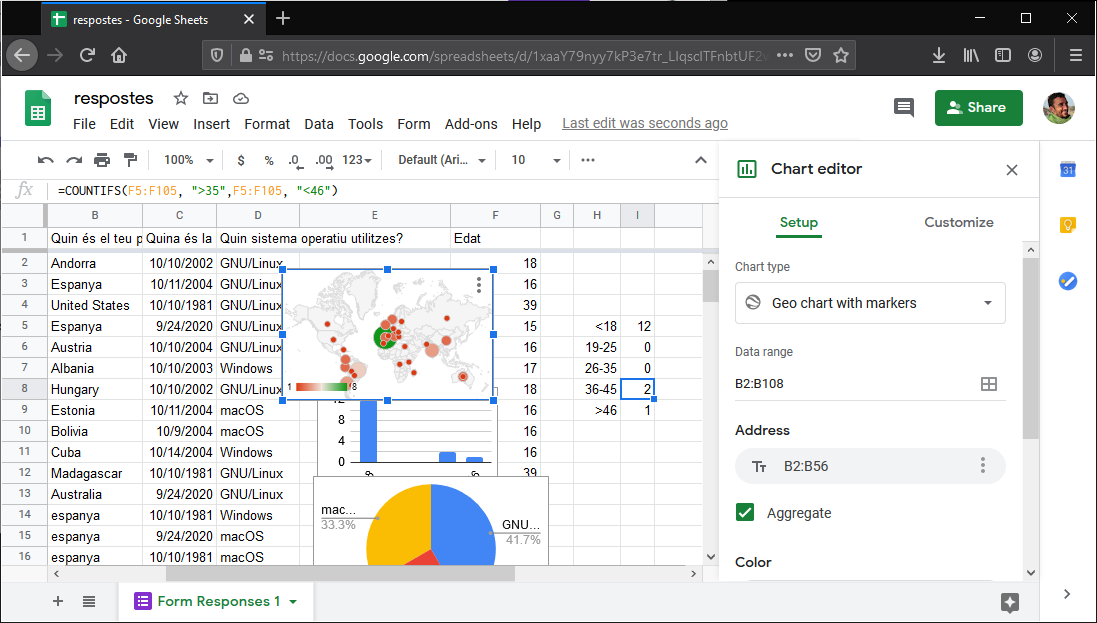 respostes - Google Sheets
https://docs.google.com/spreadsheets/d/1xaaY79nyy7kP3e7tr_
respostes
File Edit View Insert Format Data Tools Form Add-ons Help Last edit was seconds ago
Share
100% $ % .0 .00 123 Default (Ari... 10
fx =COUNTIFS(F5:F105, ">35",F5:F105, "<46")
B C D E F G H I
1 Quin és el teu p Quina és la Quin sistema operatiu utilitzes? Edat
2 Andorra 10/10/2002 GNU/Linux 18
3 Espanya 10/11/2004 GNU/Linux 16
4 United States 10/10/1981 GNU/Linux 39
5 Espanya 9/24/2020 GNU/Linux 15 <18 12
6 Austria 10/10/2004 GNU/Linux 16 19-25 0
7 Albania 10/10/2003 Windows 17 26-35 0
8 Hungary 10/10/2002 GNU/Linux 18 36-45 2
9 Estonia 10/11/2004 macOS 16 >46 1
10 Bolivia 10/9/2004 macOS 16
11 Cuba 10/14/2004 Windows 16
12 Madagascar 10/10/1981 GNU/Linux 39
13 Australia 9/24/2020 GNU/Linux
14 espanya 10/10/1981 Windows
15 espanya 9/24/2020 macOS
16 espanya 10/10/1981 macOS
1 8
12
8
4
0
mac...
33.3%
GNU...
41.7%
Form Responses 1
Chart editor
Setup Customize
Chart type
Geo chart with markers
Data range
B2:B108
Address
Tт B2:B56
Aggregate
Color
31